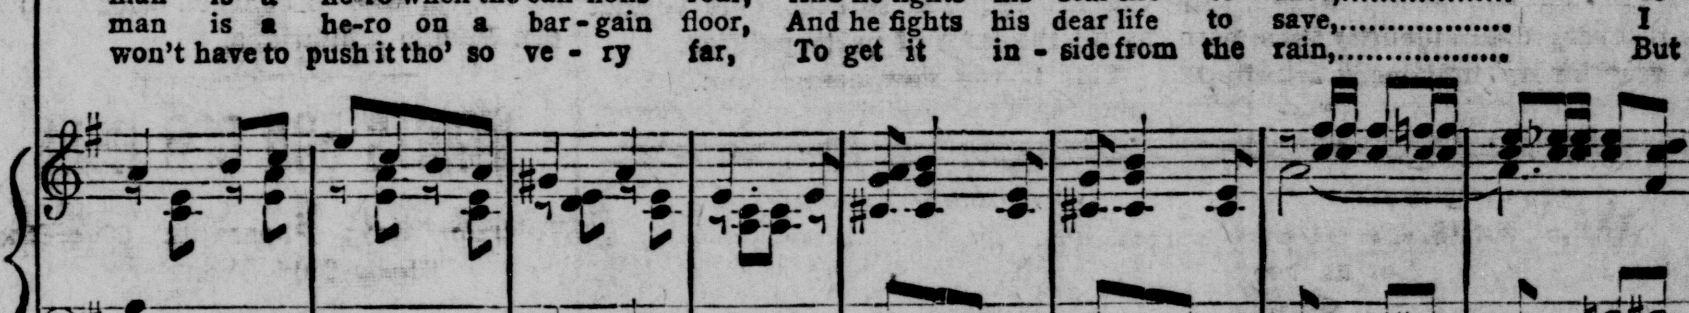 man is a he-ro on a bar-gain floor, And he fights his dear life to save,.................. I
won't have to push it tho' so ve - ry far, To get it in - side from the rain,.................. But